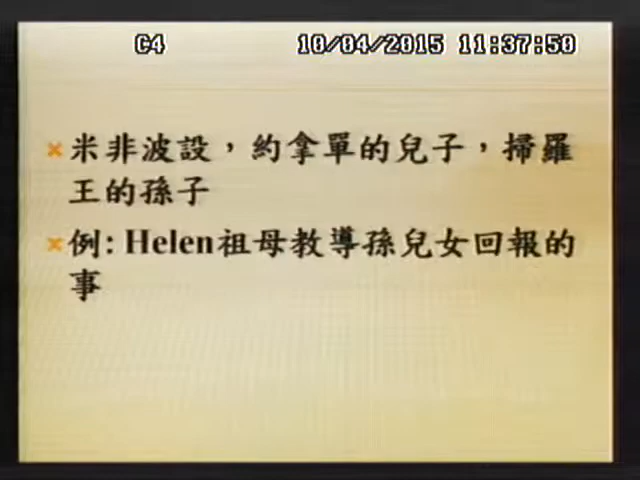 C4 10/04/2015 11:37:50
米非波設，約拿單的兒子，掃羅
王的孫子
例: Helen祖母教導孫兒女回報的
事